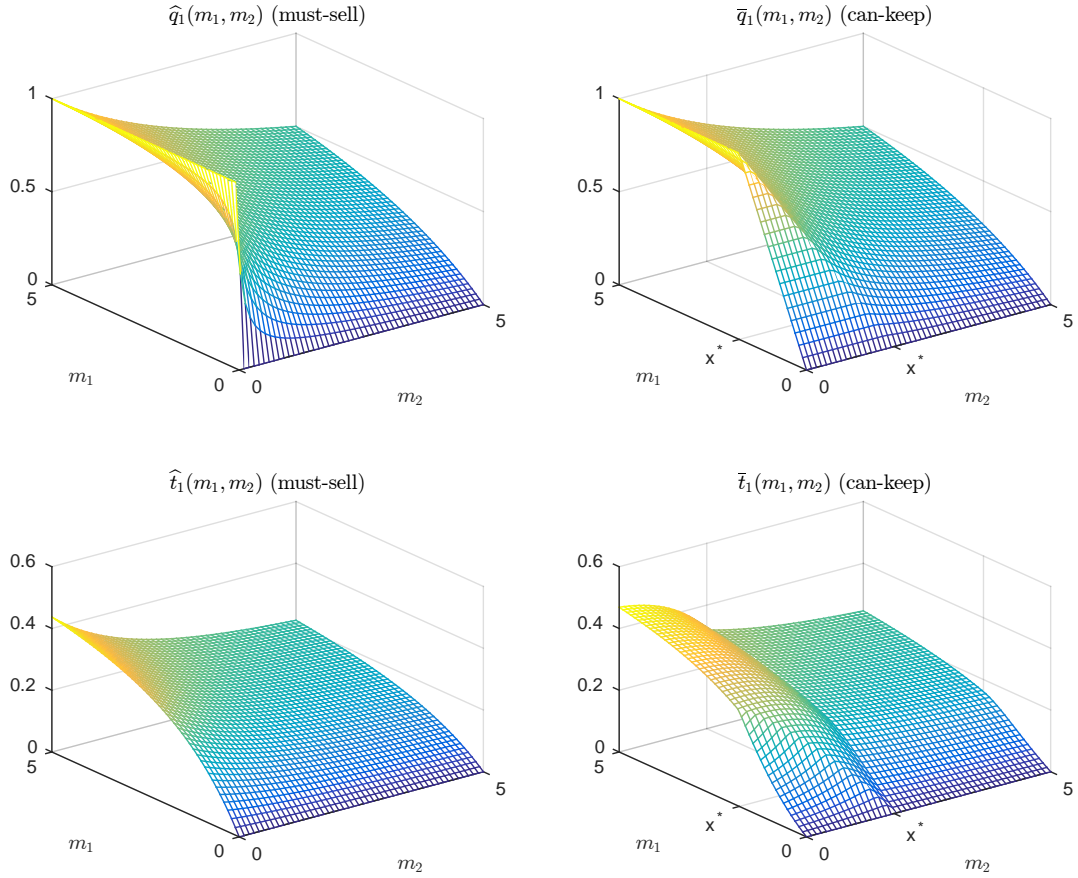 q̂₁(m₁, m₂) (must-sell)
1
0.5
0
5
m₁
0
0
m₂
5
q̄₁(m₁, m₂) (can-keep)
1
0.5
0
5
x*
m₁
0
0
x*
m₂
5
t̂₁(m₁, m₂) (must-sell)
0.6
0.4
0.2
0
5
m₁
0
0
m₂
5
t̄₁(m₁, m₂) (can-keep)
0.6
0.4
0.2
0
5
x*
m₁
0
0
x*
m₂
5